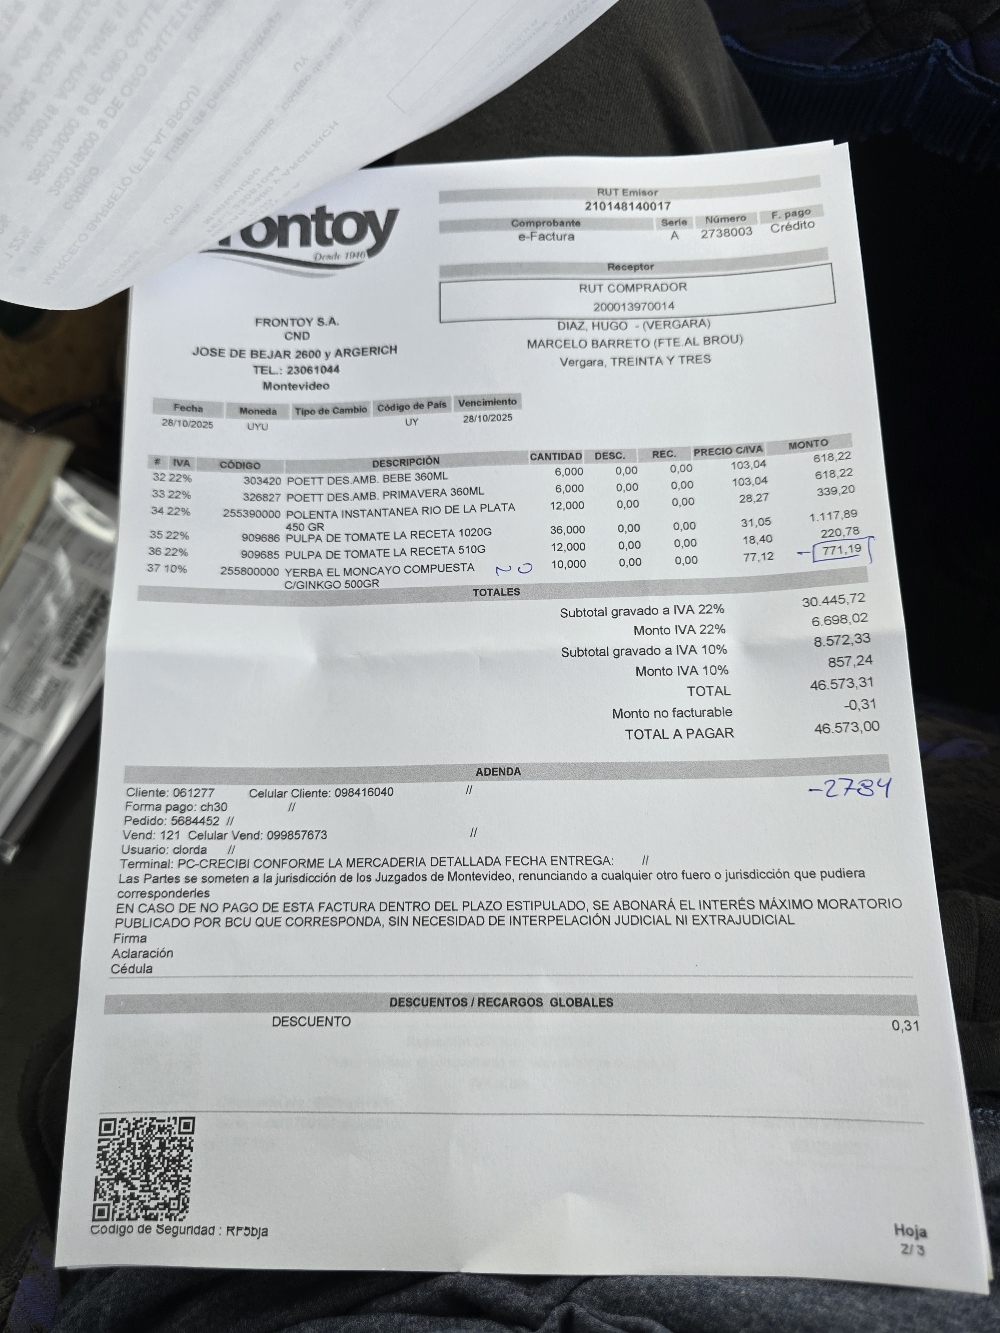 rontoy
Desde 1940
RUT Emisor
210148140017
Comprobante Serie Número F. pago
e-Factura A 2738003 Crédito
Receptor
RUT COMPRADOR
200013970014
DIAZ, HUGO - (VERGARA)
MARCELO BARRETO (FTE.AL BROU)
Vergara, TREINTA Y TRES
FRONTOY S.A.
CND
JOSE DE BEJAR 2600 y ARGERICH
TEL.: 23061044
Montevideo
Fecha Moneda Tipo de Cambio Código de País Vencimiento
28/10/2025 UYU UY 28/10/2025
# IVA CÓDIGO DESCRIPCIÓN CANTIDAD DESC. REC. PRECIO C/IVA MONTO
32 22% 303420 POETT DES.AMB. BEBE 360ML 6,000 0,00 0,00 103,04 618,22
33 22% 326827 POETT DES.AMB. PRIMAVERA 360ML 6,000 0,00 0,00 103,04 618,22
34 22% 255390000 POLENTA INSTANTANEA RIO DE LA PLATA 12,000 0,00 0,00 28,27 339,20
450 GR
35 22% 909686 PULPA DE TOMATE LA RECETA 1020G 36,000 0,00 0,00 31,05 1.117,89
36 22% 909685 PULPA DE TOMATE LA RECETA 510G 12,000 0,00 0,00 18,40 220,78
37 10% 255800000 YERBA EL MONCAYO COMPUESTA NO 10,000 0,00 0,00 77,12 - 771,19
C/GINKGO 500GR
TOTALES
Subtotal gravado a IVA 22% 30.445,72
Monto IVA 22% 6.698,02
Subtotal gravado a IVA 10% 8.572,33
Monto IVA 10% 857,24
TOTAL 46.573,31
Monto no facturable -0,31
TOTAL A PAGAR 46.573,00
ADENDA
Cliente: 061277 Celular Cliente: 098416040 //
-2784
Forma pago: ch30 //
Pedido: 5684452 //
Vend: 121 Celular Vend: 099857673 //
Usuario: clorda //
Terminal: PC-CRECIBI CONFORME LA MERCADERIA DETALLADA FECHA ENTREGA: //
Las Partes se someten a la jurisdicción de los Juzgados de Montevideo, renunciando a cualquier otro fuero o jurisdicción que pudiera
corresponderles
EN CASO DE NO PAGO DE ESTA FACTURA DENTRO DEL PLAZO ESTIPULADO, SE ABONARÁ EL INTERÉS MÁXIMO MORATORIO
PUBLICADO POR BCU QUE CORRESPONDA, SIN NECESIDAD DE INTERPELACIÓN JUDICIAL NI EXTRAJUDICIAL
Firma
Aclaración
Cédula
DESCUENTOS / RECARGOS GLOBALES
DESCUENTO 0,31
Código de Seguridad : RF5bja
Hoja
2/ 3